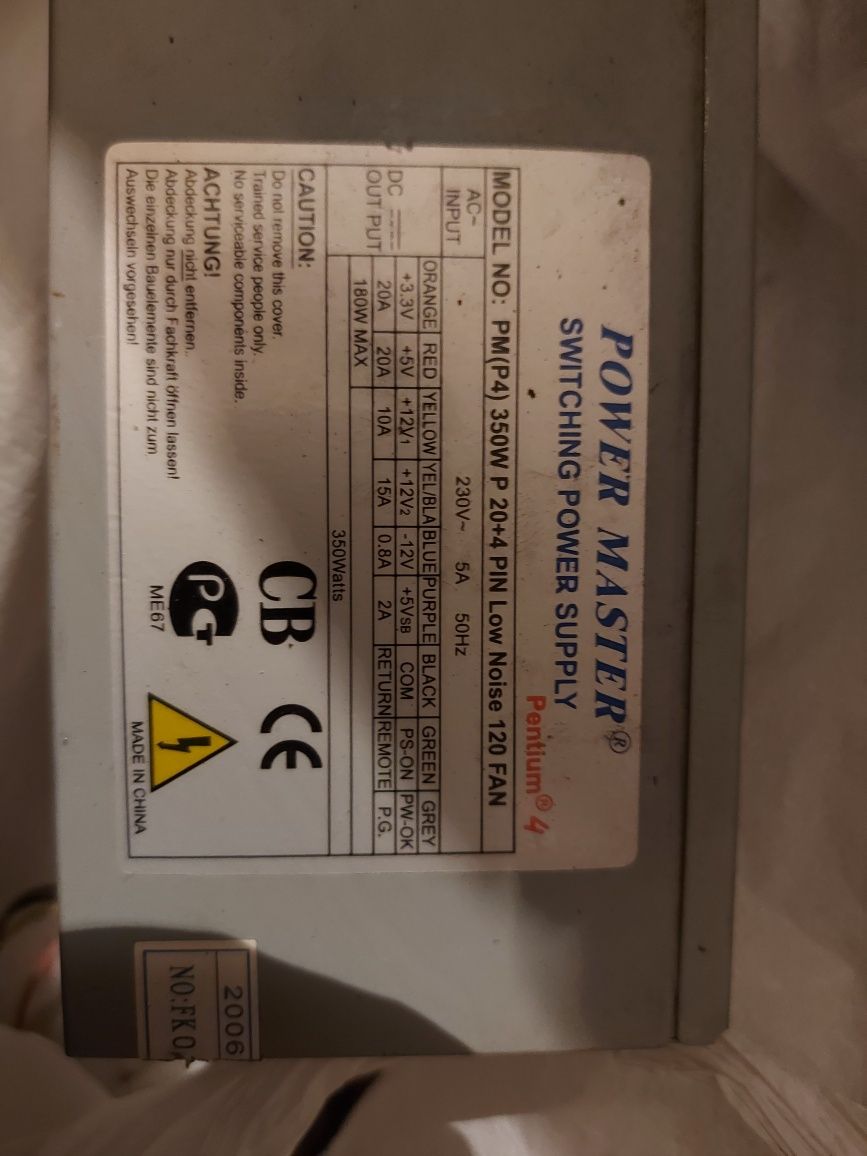 POWER MASTER®
SWITCHING POWER SUPPLY
Pentium® 4
MODEL NO: PM(P4) 350W P 20+4 PIN Low Noise 120 FAN
AC~ INPUT 230V~ 5A 50Hz
ORANGE RED YELLOW YEL/BLA BLUE PURPLE BLACK GREEN GREY
DC OUTPUT +3.3V +5V +12V1 +12V2 -12V +5VSB COM PS-ON PW-OK
20A 20A 10A 15A 0.8A 2A RETURN REMOTE P.G.
180W MAX
350Watts
CAUTION:
Do not remove this cover.
Trained service people only.
No serviceable components inside.
ACHTUNG!
Abdeckung nicht entfernen.
Abdeckung nur durch Fachkraft öffnen lassen!
Die einzelnen Bauelemente sind nicht zum
Auswechseln vorgesehen!
CB CE
PG
ME67
MADE IN CHINA
2006
NO:FK0